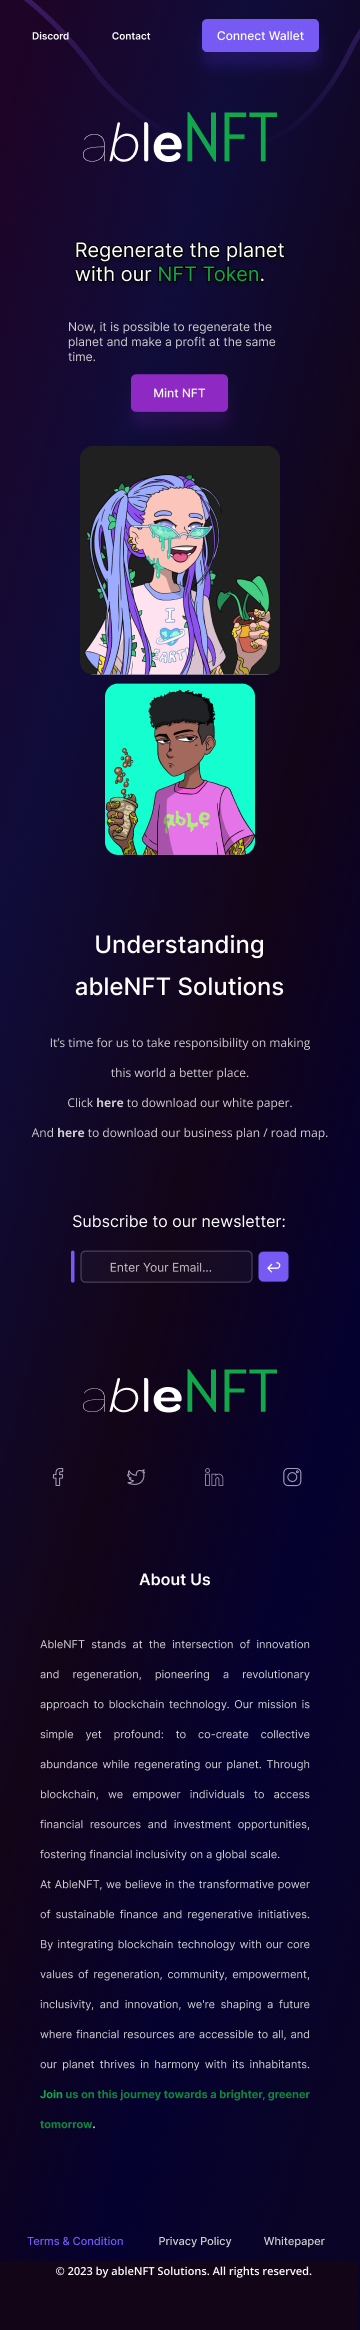 Discord Contact Connect Wallet
ableNFT
Regenerate the planet
with our NFT Token.
Now, it is possible to regenerate the
planet and make a profit at the same
time.
Mint NFT
I
EARTH
able
Understanding
ableNFT Solutions
It's time for us to take responsibility on making
this world a better place.
Click here to download our white paper.
And here to download our business plan / road map.
Subscribe to our newsletter:
Enter Your Email...
ableNFT
About Us
AbleNFT stands at the intersection of innovation
and regeneration, pioneering a revolutionary
approach to blockchain technology. Our mission is
simple yet profound: to co-create collective
abundance while regenerating our planet. Through
blockchain, we empower individuals to access
financial resources and investment opportunities,
fostering financial inclusivity on a global scale.
At AbleNFT, we believe in the transformative power
of sustainable finance and regenerative initiatives.
By integrating blockchain technology with our core
values of regeneration, community, empowerment,
inclusivity, and innovation, we're shaping a future
where financial resources are accessible to all, and
our planet thrives in harmony with its inhabitants.
Join us on this journey towards a brighter, greener
tomorrow.
Terms & Condition Privacy Policy Whitepaper
© 2023 by ableNFT Solutions. All rights reserved.